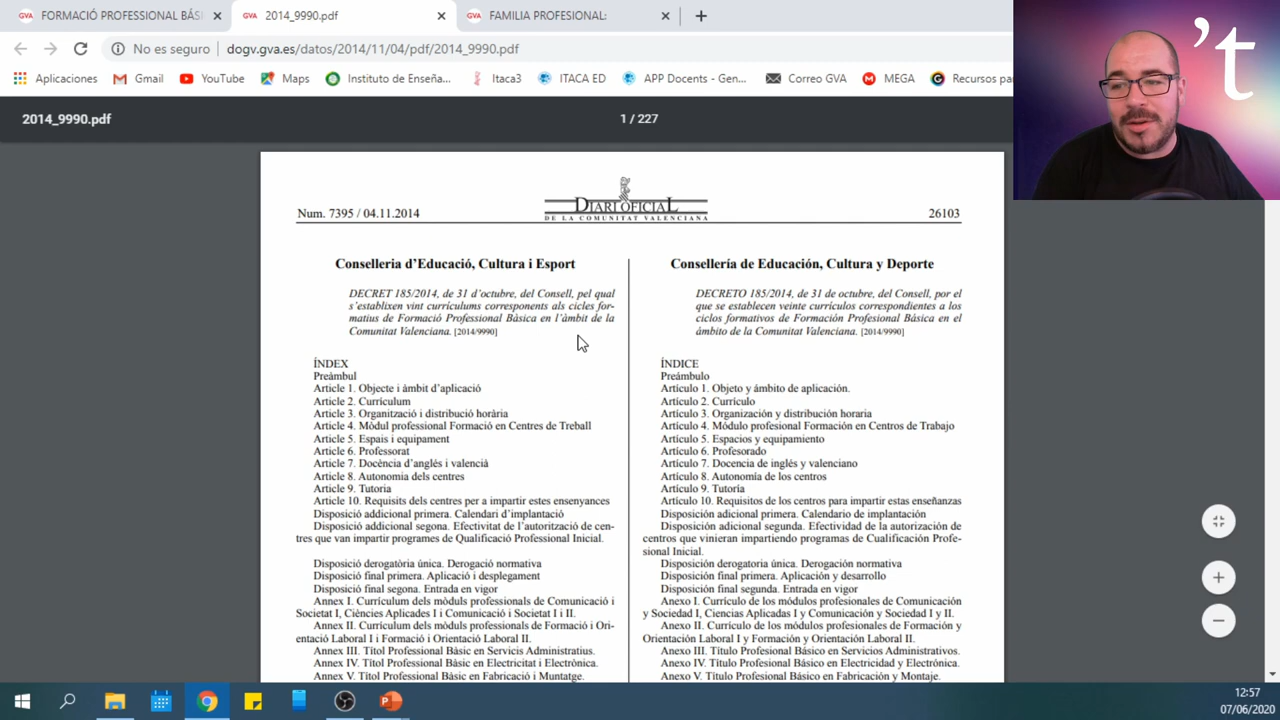 FORMACIÓ PROFESSIONAL BÀSI
2014_9990.pdf
FAMILIA PROFESIONAL:
No es seguro
dogv.gva.es/datos/2014/11/04/pdf/2014_9990.pdf
Aplicaciones
Gmail
YouTube
Maps
Instituto de Enseña...
Itaca3
ITACA ED
APP Docents - Gen...
Correo GVA
MEGA
Recursos pa
't
2014_9990.pdf
1 / 227
Num. 7395 / 04.11.2014
DIARI OFICIAL
DE LA COMUNITAT VALENCIANA
26103
Conselleria d'Educació, Cultura i Esport
DECRET 185/2014, de 31 d'octubre, del Consell, pel qual
s'establixen vint currículums corresponents als cicles for-
matius de Formació Professional Bàsica en l'àmbit de la
Comunitat Valenciana. [2014/9990]
ÍNDEX
Preàmbul
Article 1. Objecte i àmbit d'aplicació
Article 2. Currículum
Article 3. Organització i distribució horària
Article 4. Mòdul professional Formació en Centres de Treball
Article 5. Espais i equipament
Article 6. Professorat
Article 7. Docència d'anglés i valencià
Article 8. Autonomia dels centres
Article 9. Tutoria
Article 10. Requisits dels centres per a impartir estes ensenyances
Disposició adicional primera. Calendari d'implantació
Disposició addicional segona. Efectivitat de l'autorització de cen-
tres que van impartir programes de Qualificació Professional Inicial.
Disposició derogatòria única. Derogació normativa
Disposició final primera. Aplicació i desplegament
Disposició final segona. Entrada en vigor
Annex I. Currículum dels mòduls professionals de Comunicació i
Societat I, Ciències Aplicades I i Comunicació i Societat I i II.
Annex II. Currículum dels mòduls professionals de Formació i Ori-
entació Laboral I i Formació i Orientació Laboral II.
Annex III. Títol Professional Bàsic en Servicis Administratius.
Annex IV. Títol Professional Bàsic en Electricitat i Electrònica.
Annex V. Títol Professional Bàsic en Fabricació i Muntatge.
Consellería de Educación, Cultura y Deporte
DECRETO 185/2014, de 31 de octubre, del Consell, por el
que se establecen veinte currículos correspondientes a los
ciclos formativos de Formación Profesional Básica en el
ámbito de la Comunitat Valenciana. [2014/9990]
ÍNDICE
Preámbulo
Artículo 1. Objeto y ámbito de aplicación.
Artículo 2. Currículo
Artículo 3. Organización y distribución horaria
Artículo 4. Módulo profesional Formación en Centros de Trabajo
Artículo 5. Espacios y equipamiento
Artículo 6. Profesorado
Artículo 7. Docencia de inglés y valenciano
Artículo 8. Autonomía de los centros
Artículo 9. Tutoría
Artículo 10. Requisitos de los centros para impartir estas enseñanzas
Disposición adicional primera. Calendario de implantación
Disposición adicional segunda. Efectividad de la autorización de
centros que vinieran impartiendo programas de Cualificación Profe-
sional Inicial.
Disposición derogatoria única. Derogación normativa
Disposición final primera. Aplicación y desarrollo
Disposición final segunda. Entrada en vigor
Anexo I. Currículo de los módulos profesionales de Comunicación
y Sociedad I, Ciencias Aplicadas I y Comunicación y Sociedad I y II.
Anexo II. Currículo de los módulos profesionales de Formación y
Orientación Laboral I y Formación y Orientación Laboral II.
Anexo III. Título Profesional Básico en Servicios Administrativos.
Anexo IV. Título Profesional Básico en Electricidad y Electrónica.
Anexo V. Título Profesional Básico en Fabricación y Montaje.
12:57
07/06/2020